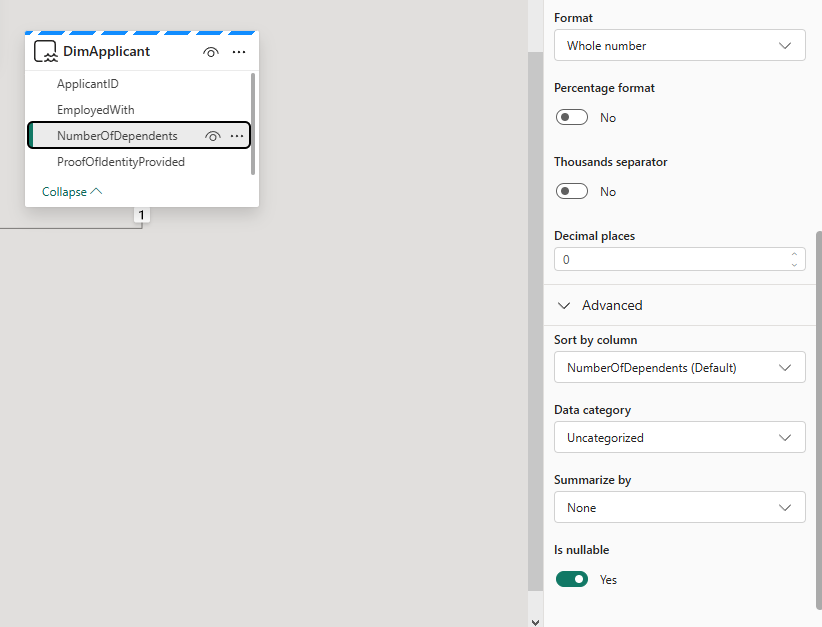 DimApplicant
ApplicantID
EmployedWith
NumberOfDependents
ProofOfIdentityProvided
Collapse
1
Format
Whole number
Percentage format
No
Thousands separator
No
Decimal places
0
Advanced
Sort by column
NumberOfDependents (Default)
Data category
Uncategorized
Summarize by
None
Is nullable
Yes